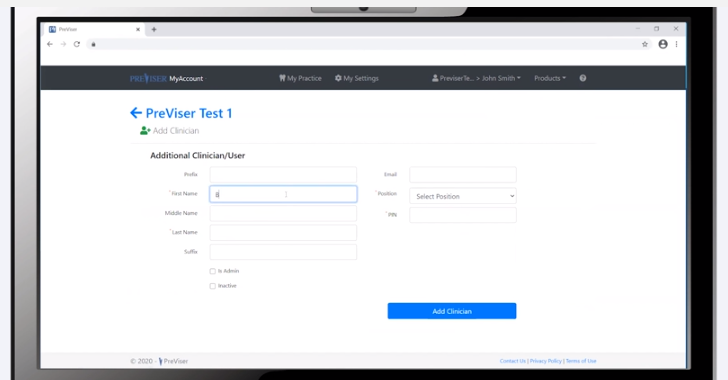 PreViser
PREVISER MyAccount
My Practice
My Settings
PreviserTe... > John Smith
Products
Previser Test 1
Add Clinician
Additional Clinician/User
Prefix
Email
*First Name
*Position
Select Position
Middle Name
*PIN
*Last Name
Suffix
Is Admin
Inactive
Add Clinician
© 2020 - PreViser
Contact Us | Privacy Policy | Terms of Use